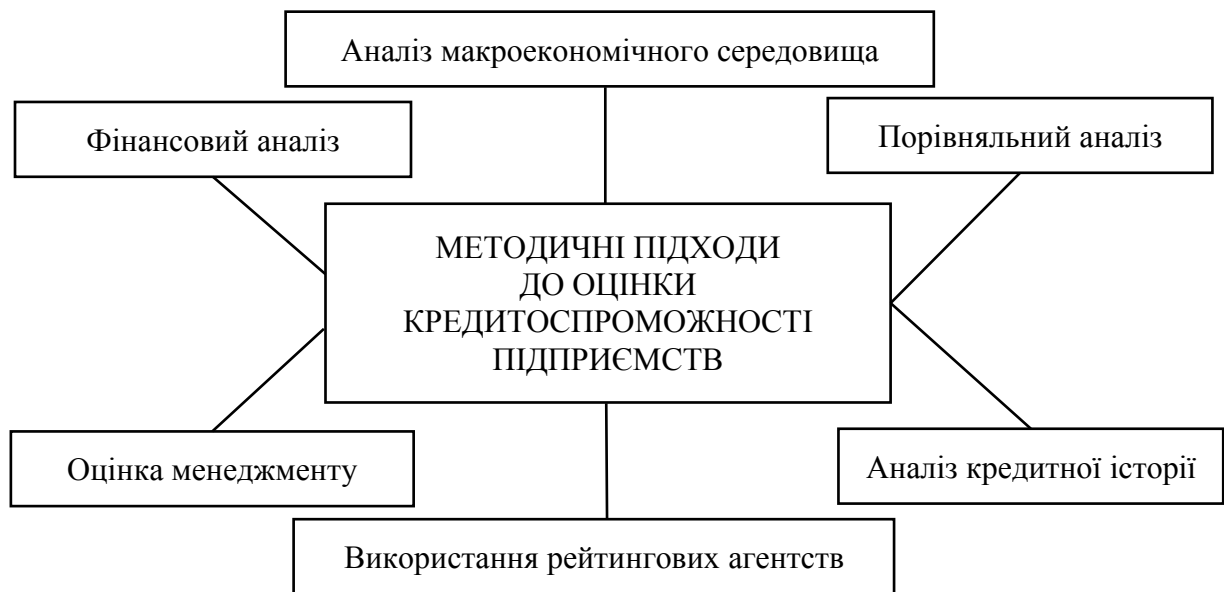 Аналіз макроекономічного середовища
Фінансовий аналіз
Порівняльний аналіз
МЕТОДИЧНІ ПІДХОДИ
ДО ОЦІНКИ
КРЕДИТОСПРОМОЖНОСТІ
ПІДПРИЄМСТВ
Оцінка менеджменту
Аналіз кредитної історії
Використання рейтингових агентств